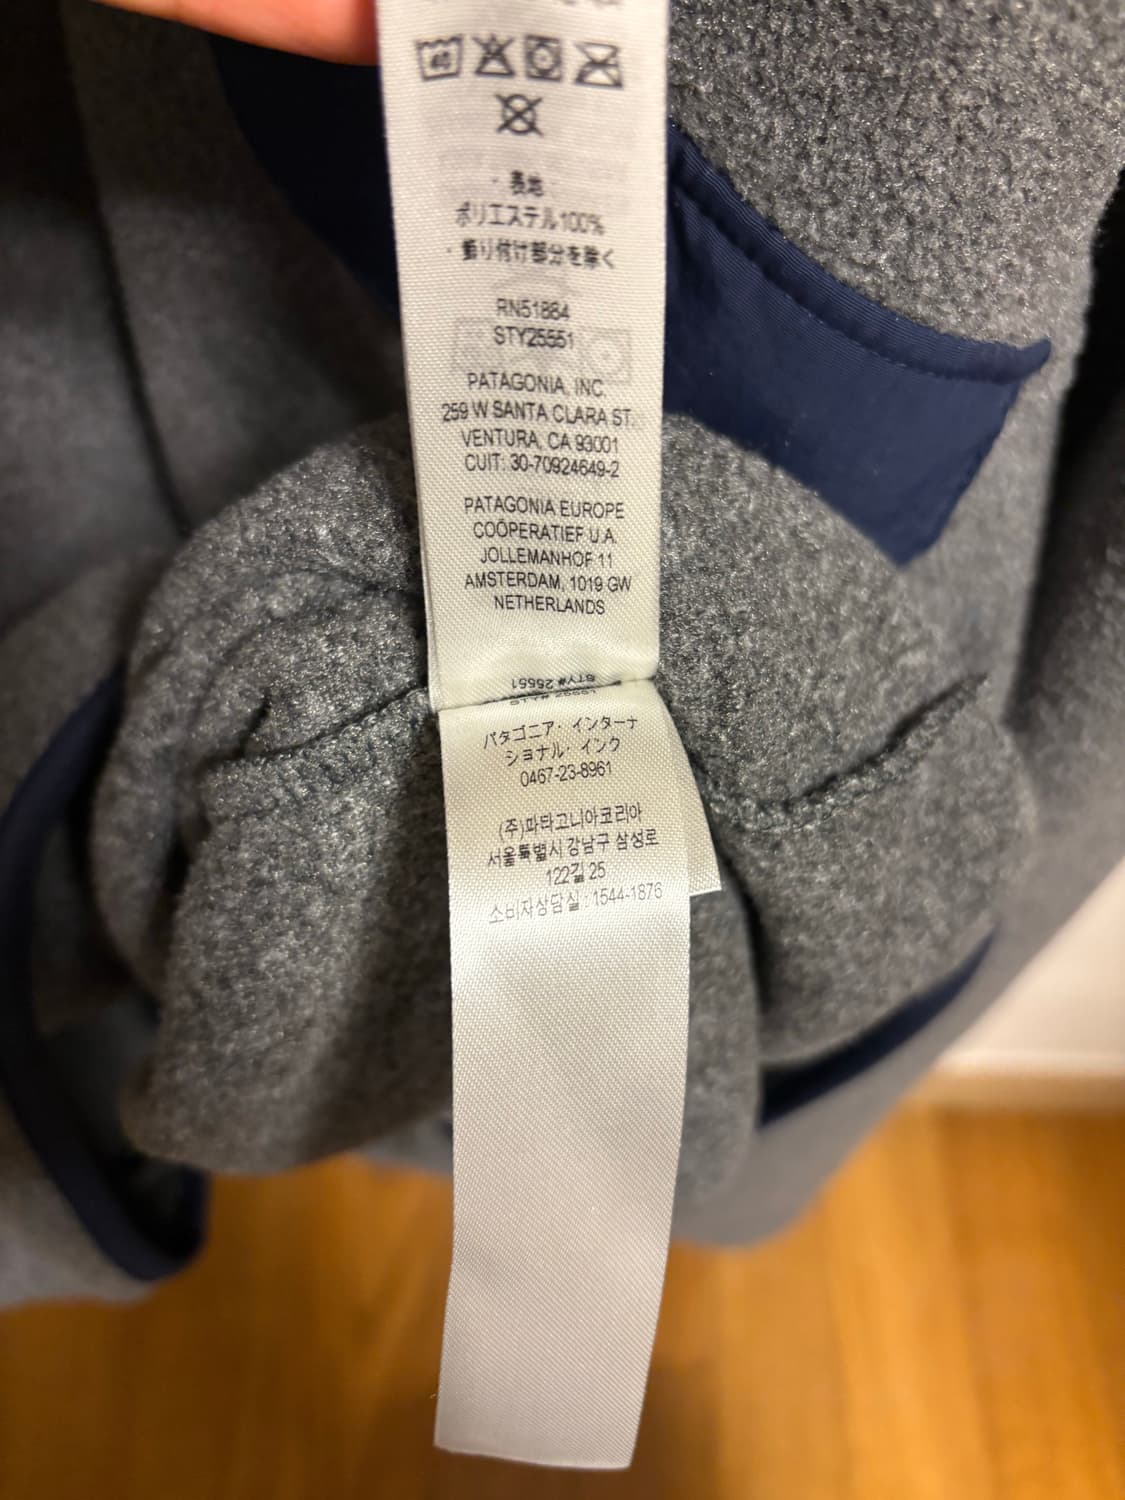 40
・表地・
ポリエステル100%
・飾り付け部分を除く
RN51884
STY25551
PATAGONIA, INC.
259 W SANTA CLARA ST.
VENTURA, CA 93001
CUIT: 30-70924649-2
PATAGONIA EUROPE
COÖPERATIEF U.A.
JOLLEMANHOF 11
AMSTERDAM, 1019 GW
NETHERLANDS
STY# 25551
パタゴニア・インターナ
ショナル・インク
0467-23-8961
(주)파타고니아코리아
서울특별시 강남구 삼성로
122길 25
소비자상담실 : 1544-1876